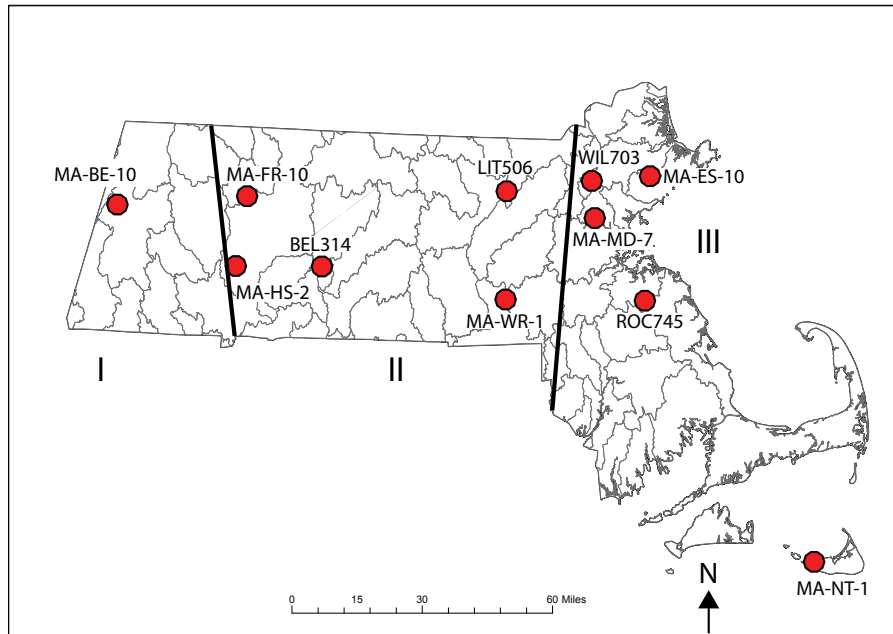 WIL703
LIT506
MA-BE-10
MA-FR-10
MA-ES-10
MA-MD-7
III
BEL314
MA-HS-2
MA-WR-1
ROC745
I
II
N
0 15 30 60 Miles
MA-NT-1